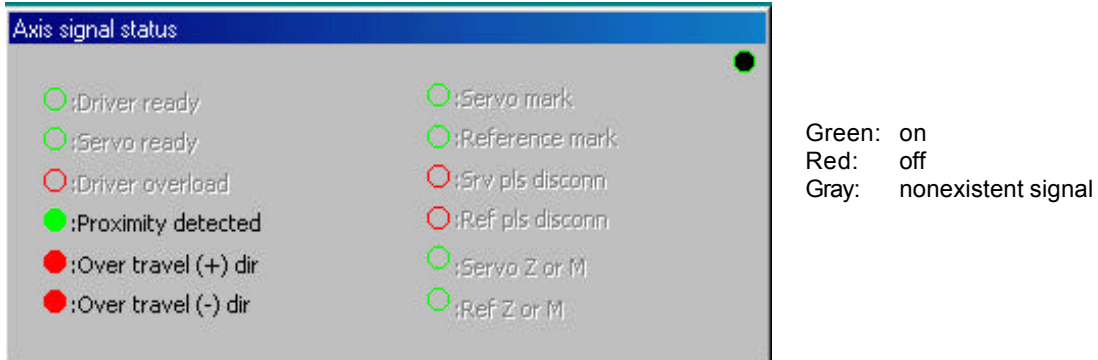 Axis signal status
:Driver ready
:Servo ready
:Driver overload
:Proximity detected
:Over travel (+) dir
:Over travel (-) dir
:Servo mark
:Reference mark
:Srv pls disconn
:Ref pls disconn
:Servo Z or M
:Ref Z or M
Green: on
Red: off
Gray: nonexistent signal